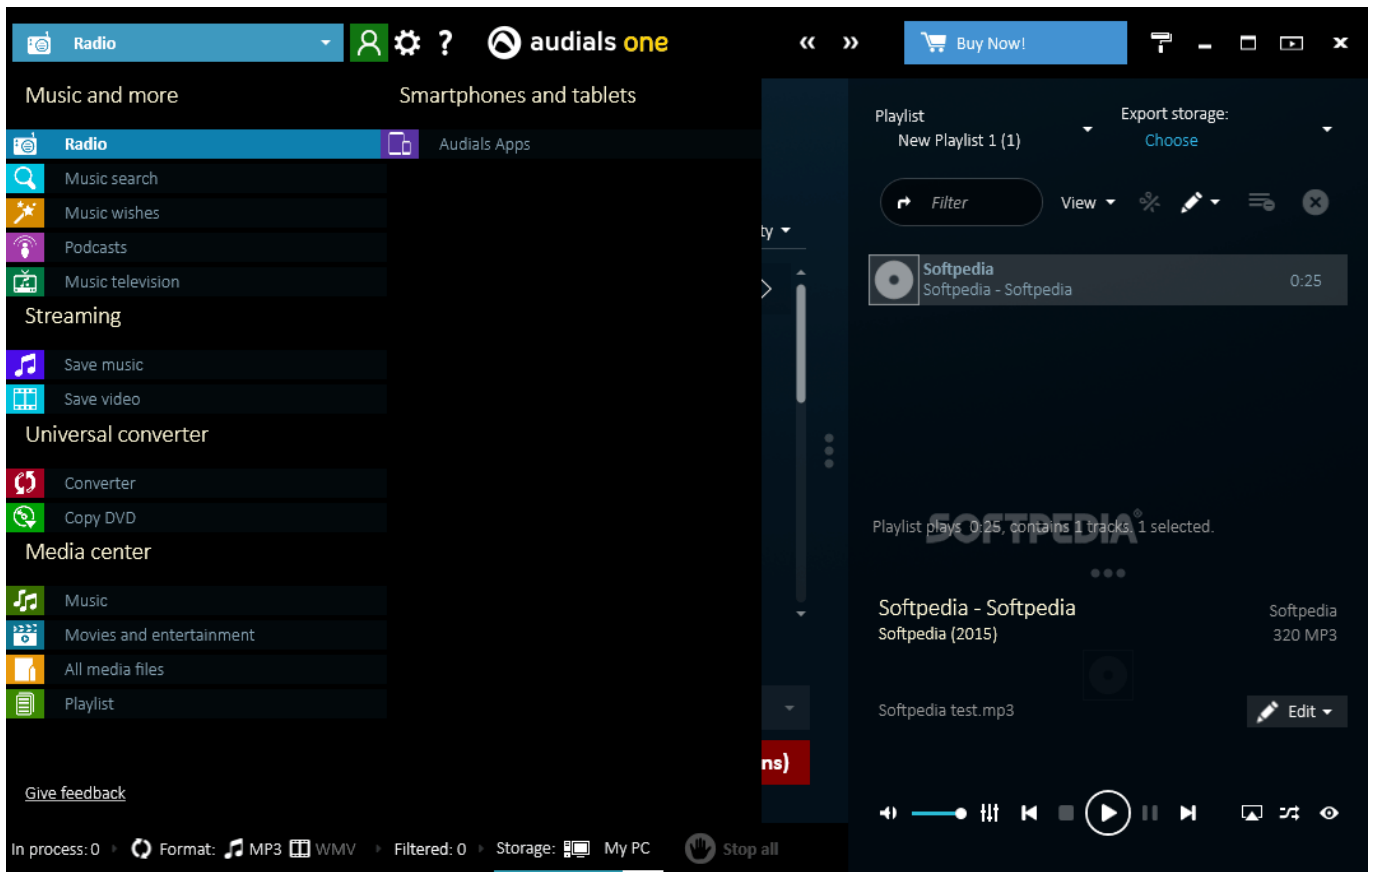 Radio
?
audials one
Buy Now!
Music and more
Smartphones and tablets
Radio
Audials Apps
Music search
Music wishes
Podcasts
Music television
Streaming
Save music
Save video
Universal converter
Converter
Copy DVD
Media center
Music
Movies and entertainment
All media files
Playlist
Give feedback
ty
ns)
Playlist
New Playlist 1 (1)
Export storage:
Choose
Filter
View
Softpedia
Softpedia - Softpedia
0:25
SOFTPEDIA®
Playlist plays 0:25, contains 1 tracks. 1 selected.
Softpedia - Softpedia
Softpedia
Softpedia (2015)
320 MP3
Softpedia test.mp3
Edit
In process: 0
Format:
MP3
WMV
Filtered: 0
Storage:
My PC
Stop all